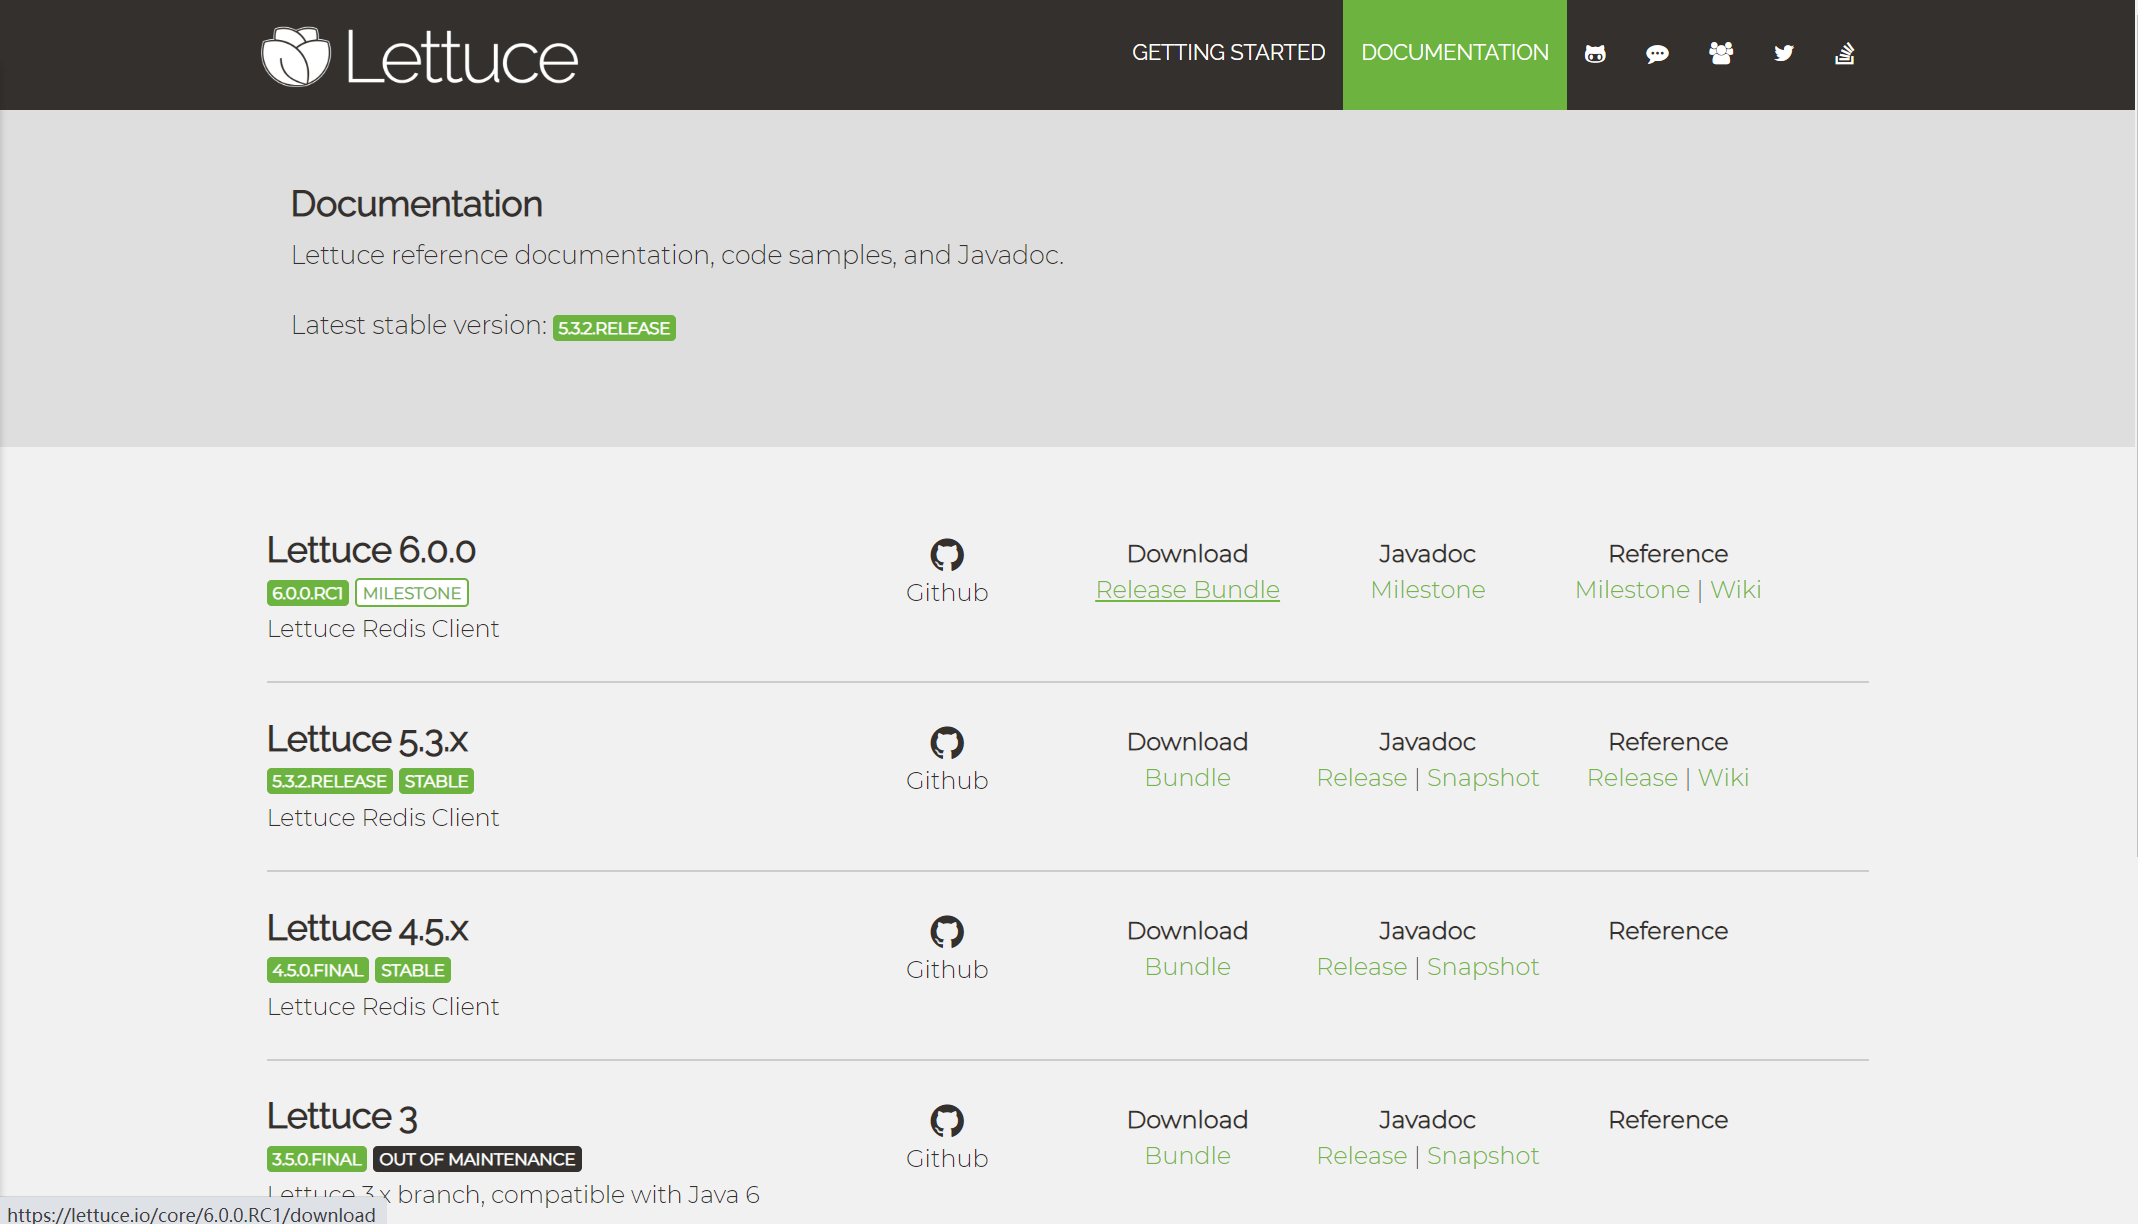 Lettuce
GETTING STARTED
DOCUMENTATION
Documentation
Lettuce reference documentation, code samples, and Javadoc.
Latest stable version: 5.3.2.RELEASE
Lettuce 6.0.0
6.0.0.RC1 MILESTONE
Lettuce Redis Client
Github
Download
Release Bundle
Javadoc
Milestone
Reference
Milestone | Wiki
Lettuce 5.3.x
5.3.2.RELEASE STABLE
Lettuce Redis Client
Github
Download
Bundle
Javadoc
Release | Snapshot
Reference
Release | Wiki
Lettuce 4.5.x
4.5.0.FINAL STABLE
Lettuce Redis Client
Github
Download
Bundle
Javadoc
Release | Snapshot
Reference
Lettuce 3
3.5.0.FINAL OUT OF MAINTENANCE
Lettuce 3.x branch, compatible with Java 6
Github
Download
Bundle
Javadoc
Release | Snapshot
Reference
https://lettuce.io/core/6.0.0.RC1/download